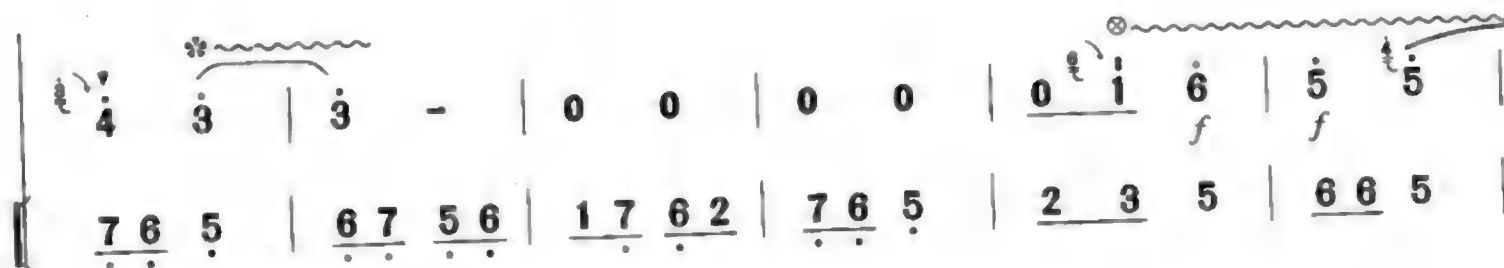 4̇ 3̇ | 3̇ - | 0 0 | 0 0 | 0 1̇ 6̇ | 5̇ 5̇ |
f f
7̣ 6̣ 5̣ | 6̣ 7̣ 5̣ 6̣ | 1 7̣ 6̣ 2 | 7̣ 6̣ 5̣ | 2 3 5 | 6 6 5 |